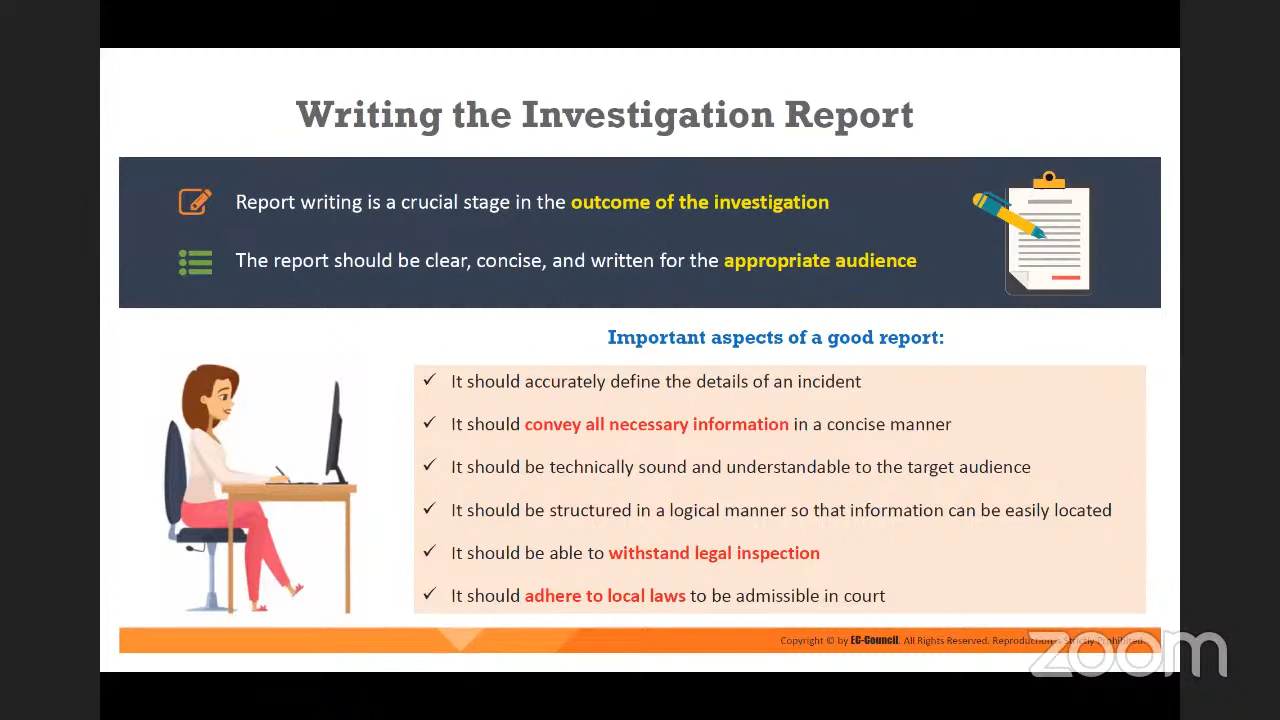 Writing the Investigation Report
Report writing is a crucial stage in the outcome of the investigation
The report should be clear, concise, and written for the appropriate audience
Important aspects of a good report:
✓ It should accurately define the details of an incident
✓ It should convey all necessary information in a concise manner
✓ It should be technically sound and understandable to the target audience
✓ It should be structured in a logical manner so that information can be easily located
✓ It should be able to withstand legal inspection
✓ It should adhere to local laws to be admissible in court
Copyright © by EC-Council. All Rights Reserved. Reproduction is Strictly Prohibited.
zoom